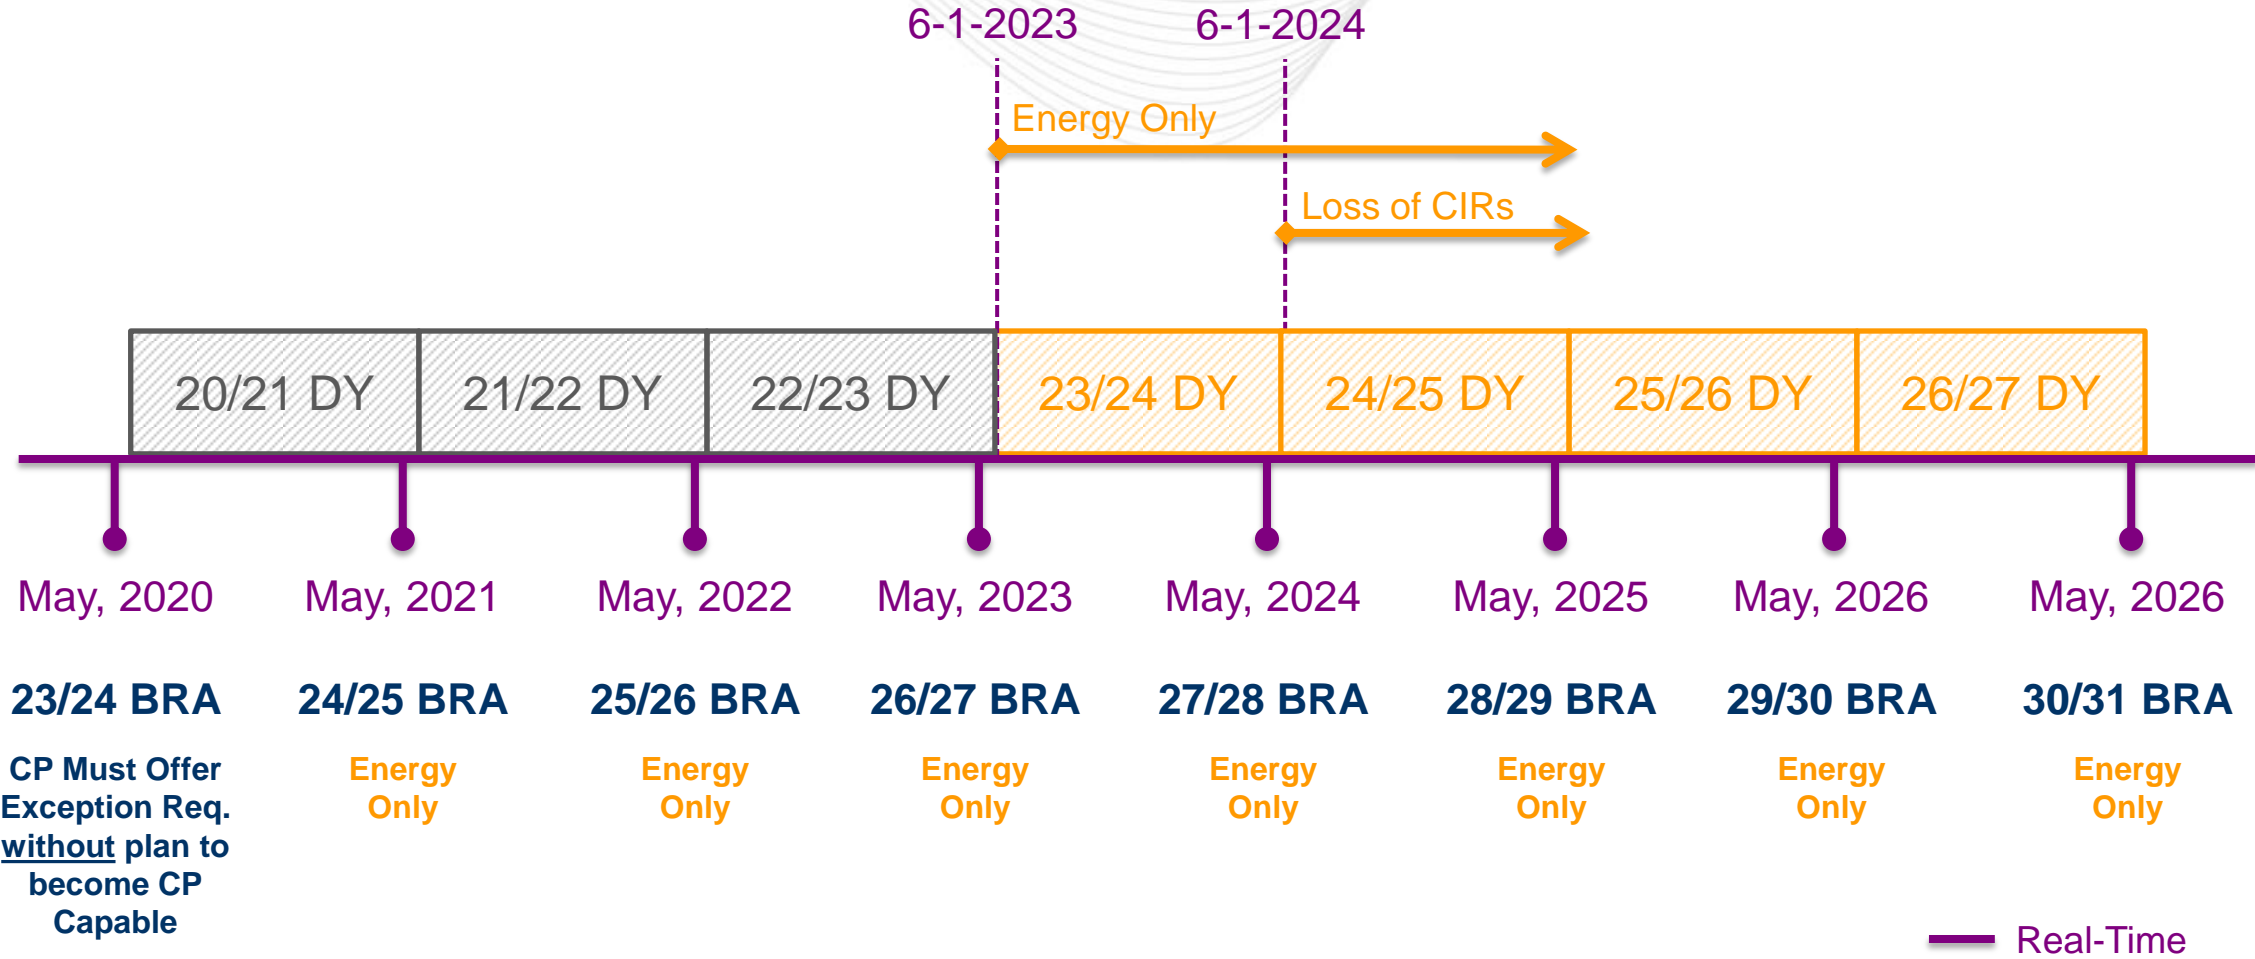 6-1-2023
6-1-2024
Energy Only
Loss of CIRs
20/21 DY
21/22 DY
22/23 DY
23/24 DY
24/25 DY
25/26 DY
26/27 DY
May, 2020
May, 2021
May, 2022
May, 2023
May, 2024
May, 2025
May, 2026
May, 2026
23/24 BRA
24/25 BRA
25/26 BRA
26/27 BRA
27/28 BRA
28/29 BRA
29/30 BRA
30/31 BRA
CP Must Offer
Exception Req.
without plan to
become CP
Capable
Energy
Only
Energy
Only
Energy
Only
Energy
Only
Energy
Only
Energy
Only
Energy
Only
Real-Time